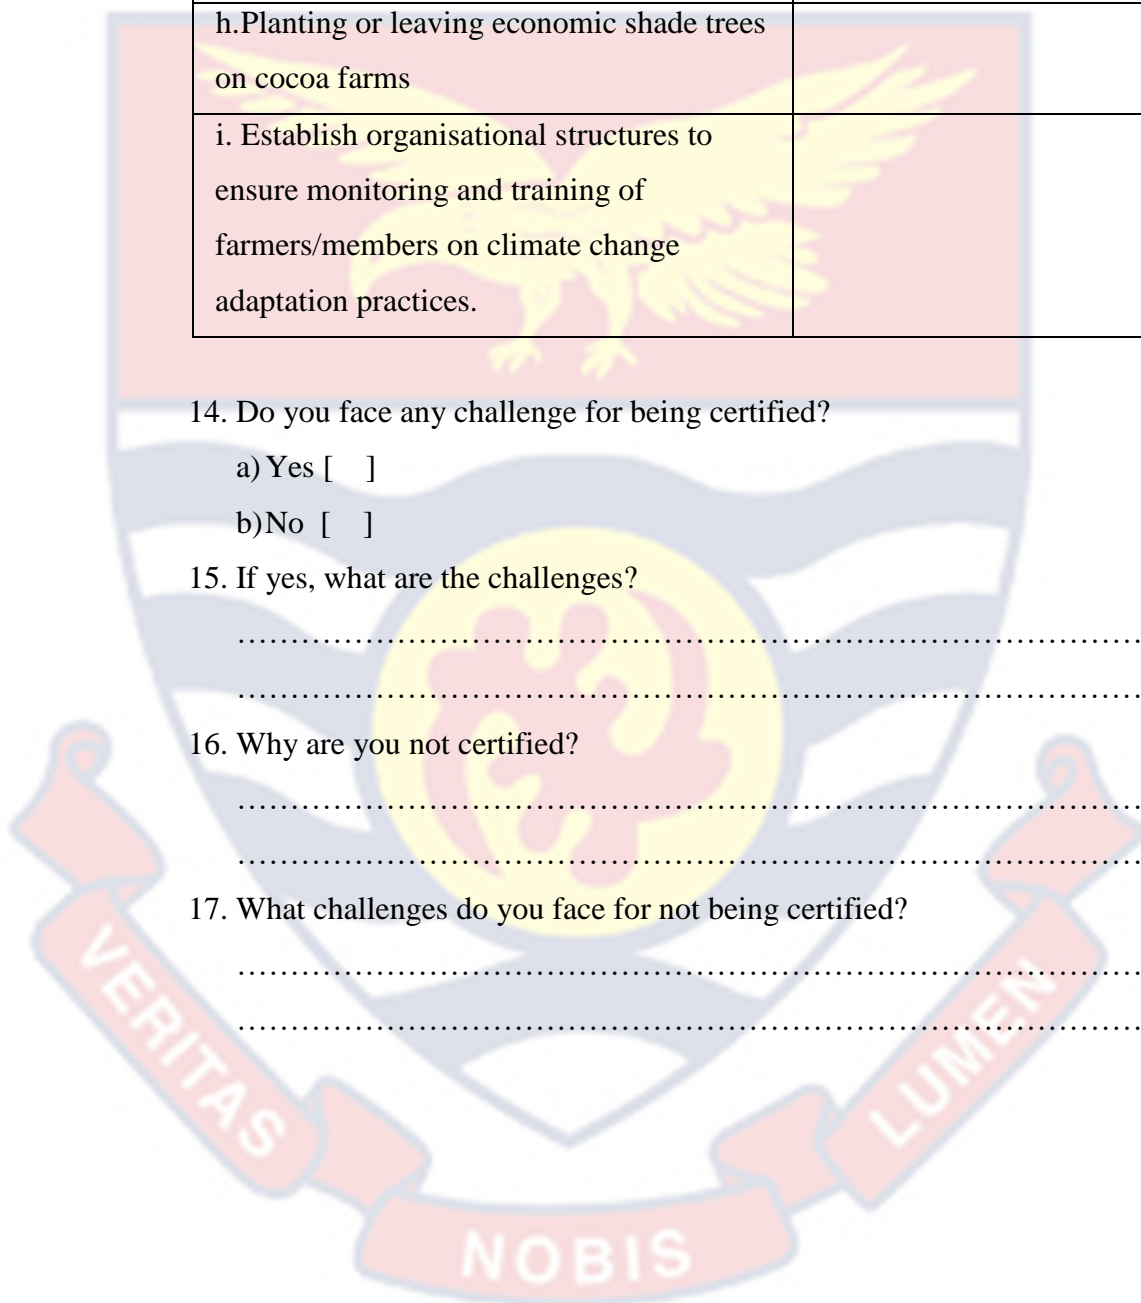 h.Planting or leaving economic shade trees
on cocoa farms
i. Establish organisational structures to
ensure monitoring and training of
farmers/members on climate change
adaptation practices.
14. Do you face any challenge for being certified?
a) Yes [   ]
b)No  [   ]
15. If yes, what are the challenges?
……………………………………………………………………………
……………………………………………………………………………
16. Why are you not certified?
……………………………………………………………………………
……………………………………………………………………………
17. What challenges do you face for not being certified?
……………………………………………………………………………
……………………………………………………………………………
VERITAS
NOBIS
LUMEN